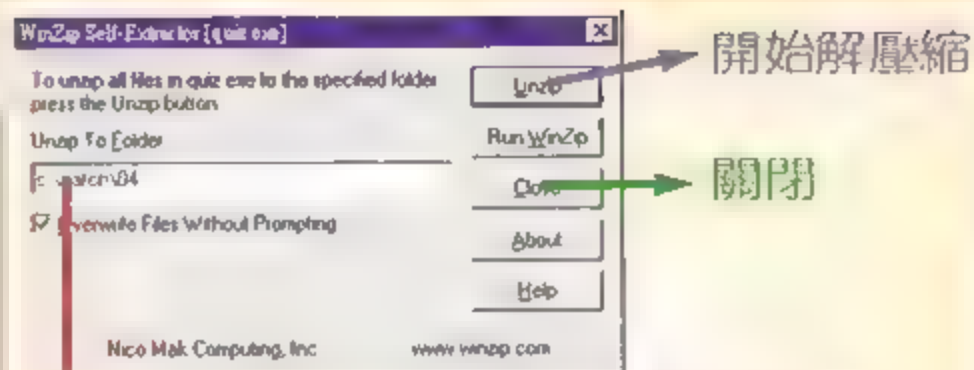 WinZip Self-Extractor [quiz exe]
To unzip all files in quiz exe to the specified folder
press the Unzip button
Unzip To Folder
Unzip
開始解壓縮
Run WinZip
Close
關閉
Overwrite Files Without Prompting
About
Help
Nico Mak Computing, Inc
www winzip com